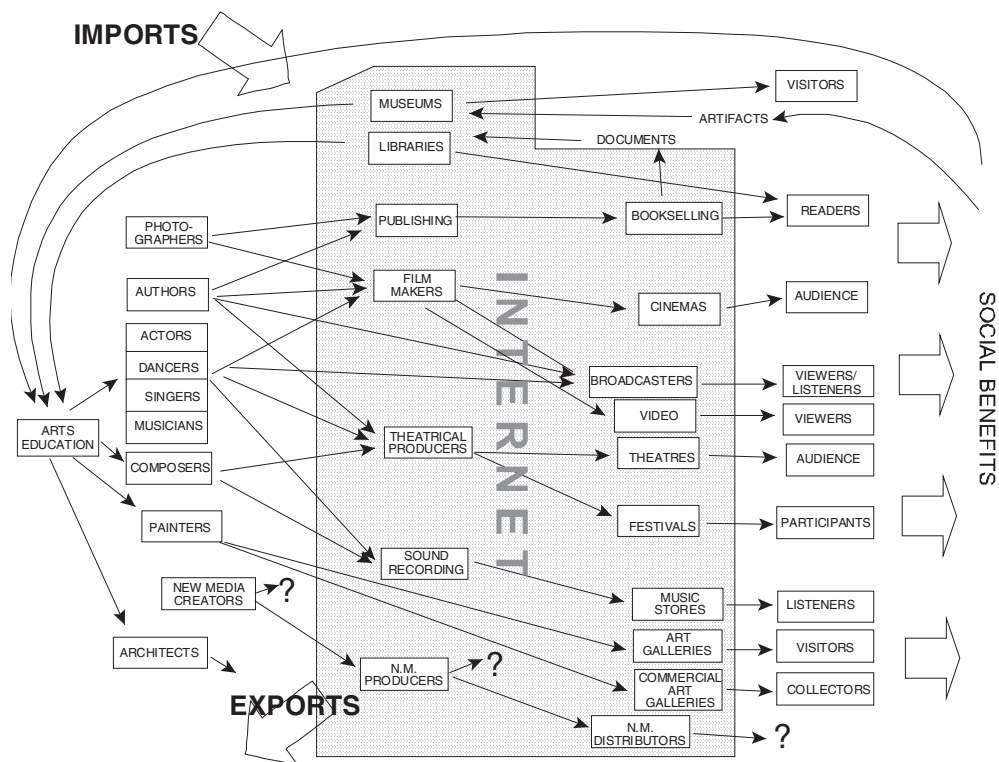 IMPORTS
MUSEUMS
VISITORS
ARTIFACTS
DOCUMENTS
LIBRARIES
PHOTO-
GRAPHERS
PUBLISHING
BOOKSELLING
READERS
AUTHORS
FILM
MAKERS
CINEMAS
AUDIENCE
INTERNET
SOCIAL BENEFITS
ACTORS
DANCERS
SINGERS
MUSICIANS
BROADCASTERS
VIEWERS/
LISTENERS
VIDEO
VIEWERS
ARTS
EDUCATION
THEATRICAL
PRODUCERS
THEATRES
AUDIENCE
COMPOSERS
PAINTERS
FESTIVALS
PARTICIPANTS
SOUND
RECORDING
NEW MEDIA
CREATORS
?
MUSIC
STORES
LISTENERS
ARCHITECTS
ART
GALLERIES
VISITORS
N.M.
PRODUCERS
?
COMMERCIAL
ART
GALLERIES
COLLECTORS
EXPORTS
N.M.
DISTRIBUTORS
?